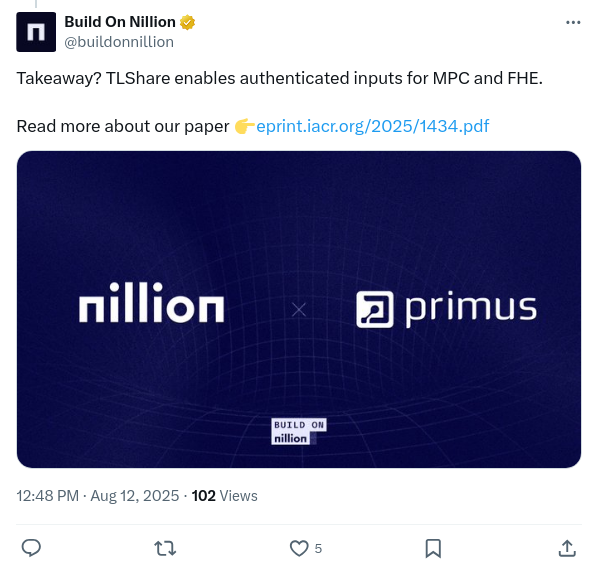 Build On Nillion
@buildonnillion
Takeaway? TLShare enables authenticated inputs for MPC and FHE.
Read more about our paper 👉eprint.iacr.org/2025/1434.pdf
nillion
primus
BUILD ON
nillion
12:48 PM · Aug 12, 2025 · 102 Views
5